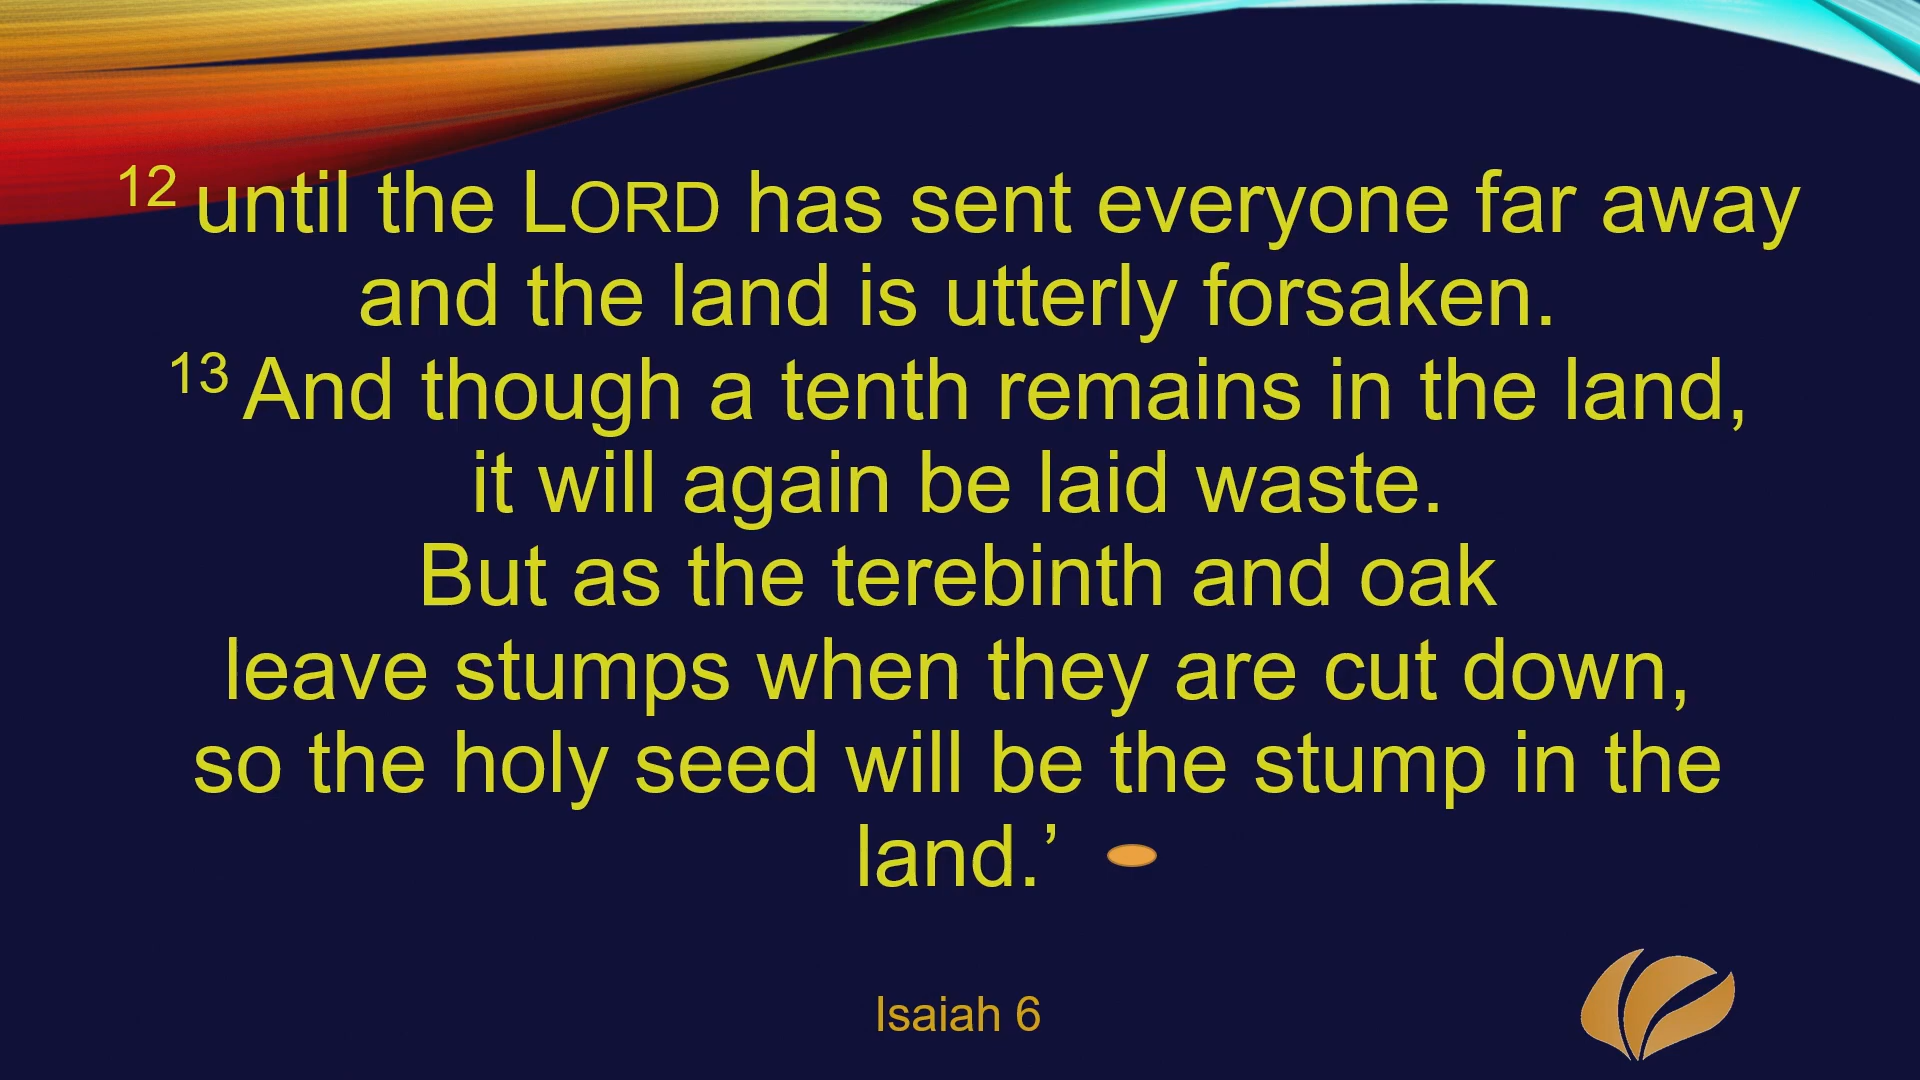 12 until the LORD has sent everyone far away
and the land is utterly forsaken.
13 And though a tenth remains in the land,
it will again be laid waste.
But as the terebinth and oak
leave stumps when they are cut down,
so the holy seed will be the stump in the
land.’
Isaiah 6